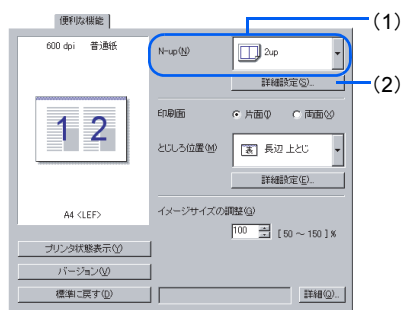 便利な機能
(1)
600 dpi 普通紙
N-up(N)
2up
詳細設定(S)...
(2)
印刷面
片面(I)
両面(X)
1 2
とじしろ位置(M)
長辺 上とじ
詳細設定(E)...
A4 <LEF>
イメージサイズの調整(G)
100 [ 50 ～ 150 ] %
プリンタ状態表示(Y)
バージョン(V)
標準に戻す(D)
詳細(Q)...